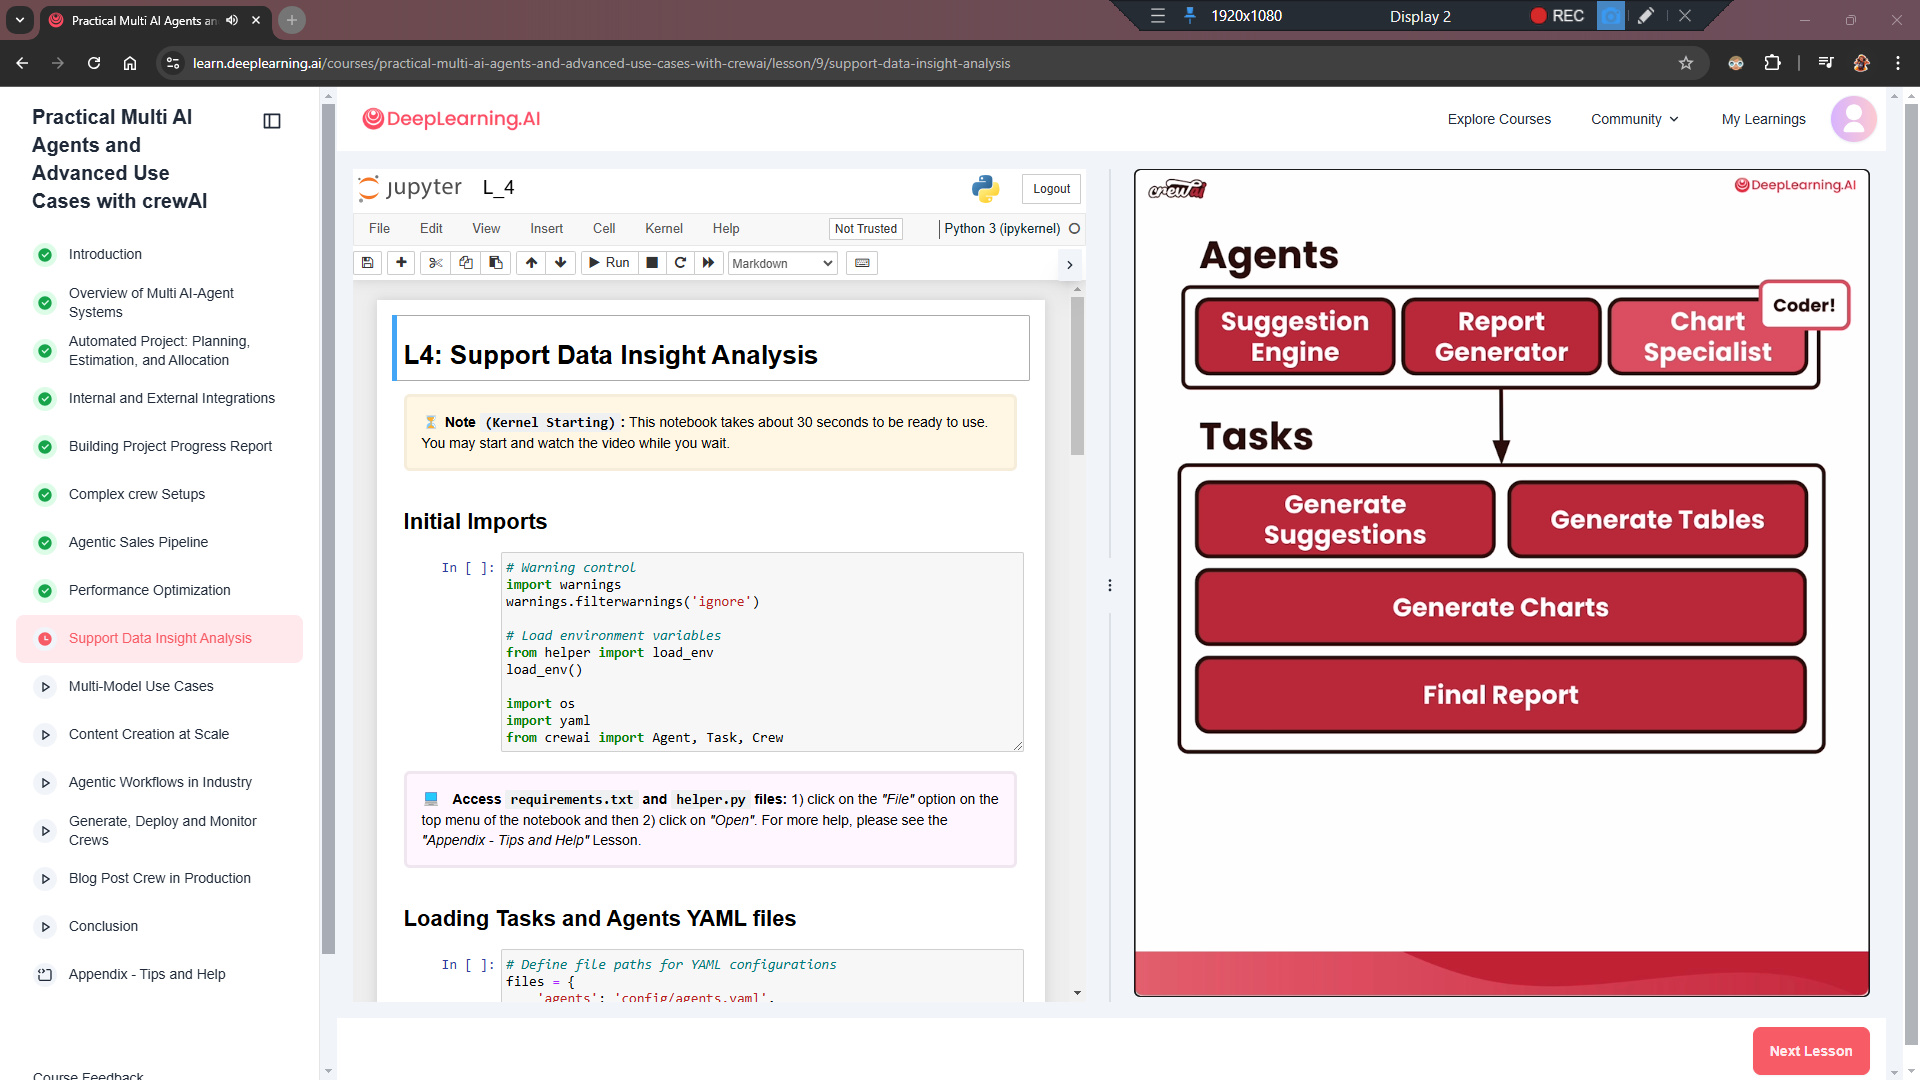 Practical Multi AI Agents an
1920x1080
Display 2
REC
learn.deeplearning.ai/courses/practical-multi-ai-agents-and-advanced-use-cases-with-crewai/lesson/9/support-data-insight-analysis
Practical Multi AI
Agents and
Advanced Use
Cases with crewAI
Introduction
Overview of Multi AI-Agent
Systems
Automated Project: Planning,
Estimation, and Allocation
Internal and External Integrations
Building Project Progress Report
Complex crew Setups
Agentic Sales Pipeline
Performance Optimization
Support Data Insight Analysis
Multi-Model Use Cases
Content Creation at Scale
Agentic Workflows in Industry
Generate, Deploy and Monitor
Crews
Blog Post Crew in Production
Conclusion
Appendix - Tips and Help
Course Feedback
DeepLearning.AI
Explore Courses
Community
My Learnings
jupyter L_4
Logout
File Edit View Insert Cell Kernel Help
Not Trusted
Python 3 (ipykernel)
Run
Markdown
L4: Support Data Insight Analysis
⏳ Note (Kernel Starting) : This notebook takes about 30 seconds to be ready to use.
You may start and watch the video while you wait.
Initial Imports
In [ ]: # Warning control
import warnings
warnings.filterwarnings('ignore')
# Load environment variables
from helper import load_env
load_env()
import os
import yaml
from crewai import Agent, Task, Crew
💻 Access requirements.txt and helper.py files: 1) click on the "File" option on the
top menu of the notebook and then 2) click on "Open". For more help, please see the
"Appendix - Tips and Help" Lesson.
Loading Tasks and Agents YAML files
In [ ]: # Define file paths for YAML configurations
files = {
'agents': 'config/agents.yaml',
crewai
DeepLearning.AI
Agents
Coder!
Suggestion
Engine
Report
Generator
Chart
Specialist
Tasks
Generate
Suggestions
Generate Tables
Generate Charts
Final Report
Next Lesson